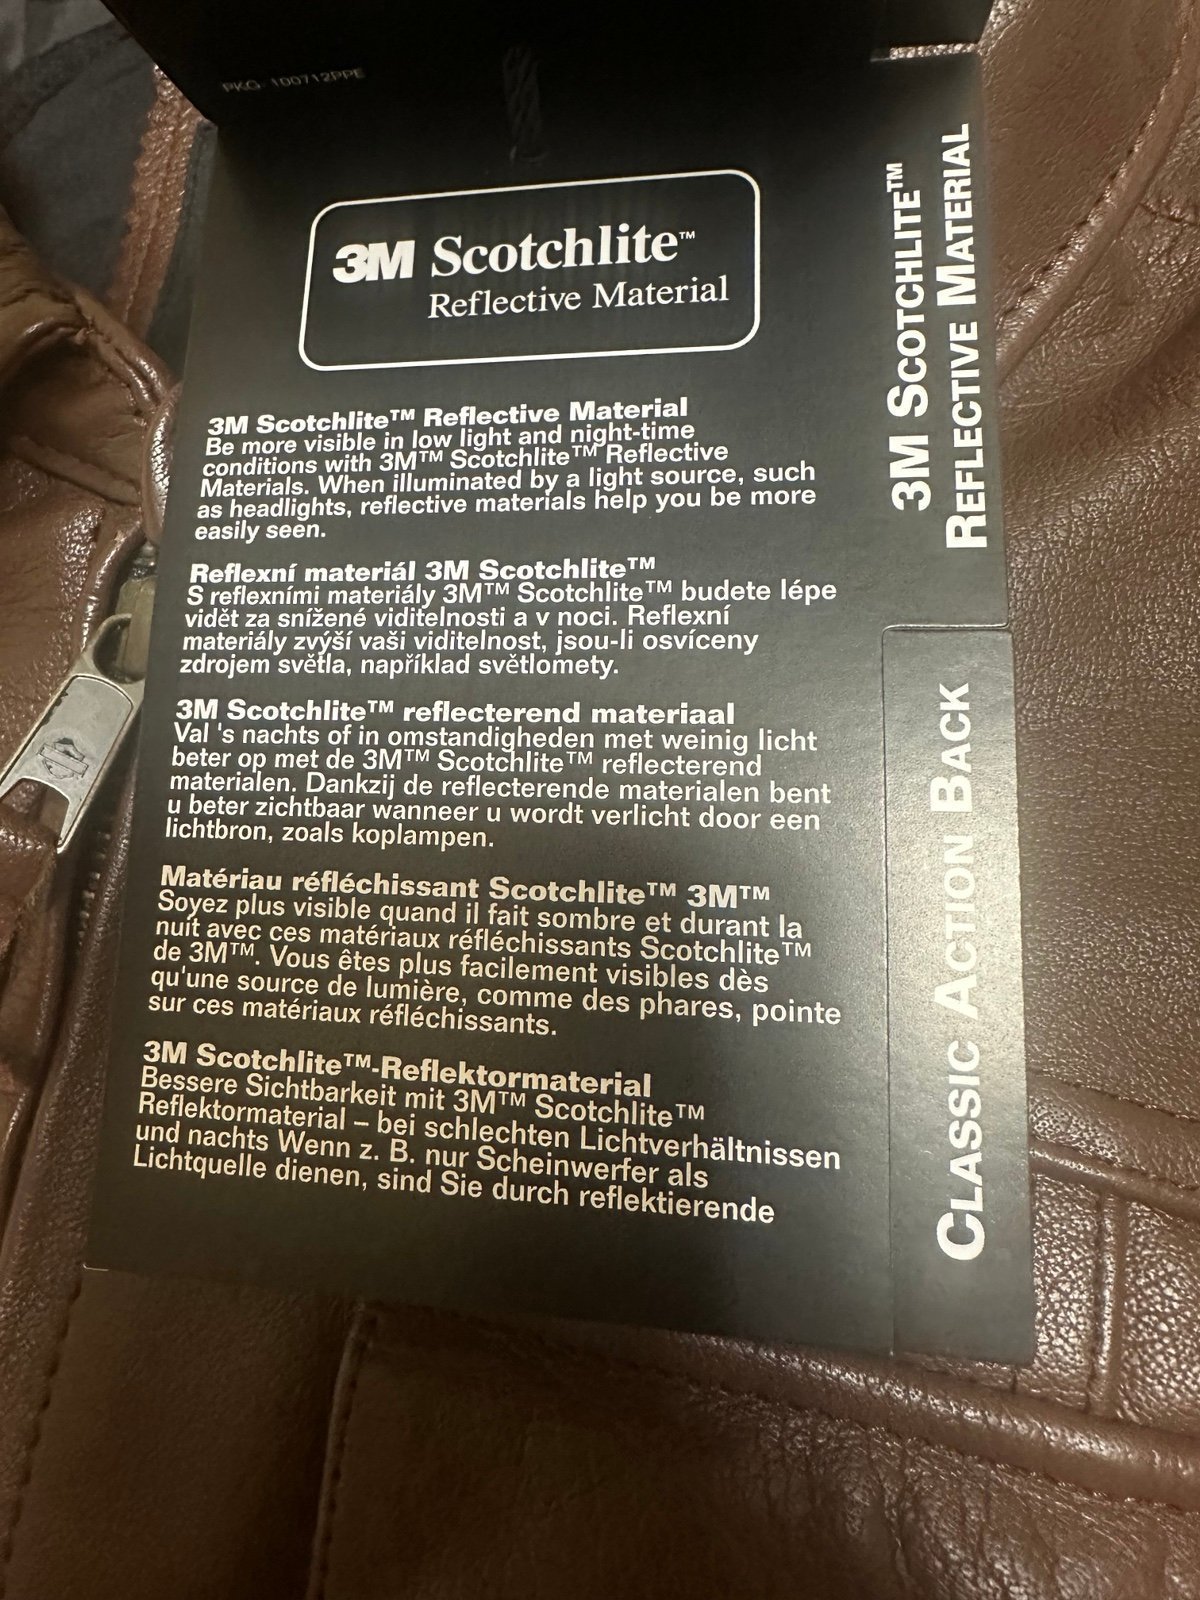 PKG- 100712PPE
3M Scotchlite™
Reflective Material
3M Scotchlite™ Reflective Material
Be more visible in low light and night-time
conditions with 3M™ Scotchlite™ Reflective
Materials. When illuminated by a light source, such
as headlights, reflective materials help you be more
easily seen.
Reflexní materiál 3M Scotchlite™
S reflexními materiály 3M™ Scotchlite™ budete lépe
vidět za snížené viditelnosti a v noci. Reflexní
materiály zvýší vaši viditelnost, jsou-li osvíceny
zdrojem světla, například světlomety.
3M Scotchlite™ reflecterend materiaal
Val 's nachts of in omstandigheden met weinig licht
beter op met de 3M™ Scotchlite™ reflecterend
materialen. Dankzij de reflecterende materialen bent
u beter zichtbaar wanneer u wordt verlicht door een
lichtbron, zoals koplampen.
Matériau réfléchissant Scotchlite™ 3M™
Soyez plus visible quand il fait sombre et durant la
nuit avec ces matériaux réfléchissants Scotchlite™
de 3M™. Vous êtes plus facilement visibles dès
qu'une source de lumière, comme des phares, pointe
sur ces matériaux réfléchissants.
3M Scotchlite™-Reflektormaterial
Bessere Sichtbarkeit mit 3M™ Scotchlite™
Reflektormaterial – bei schlechten Lichtverhältnissen
und nachts Wenn z. B. nur Scheinwerfer als
Lichtquelle dienen, sind Sie durch reflektierende
3M SCOTCHLITE™
REFLECTIVE MATERIAL
CLASSIC ACTION BACK